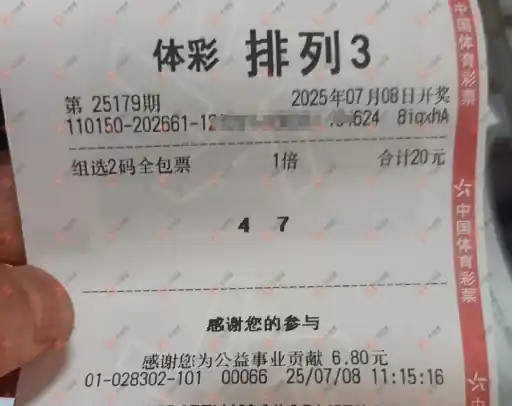 体彩 排列3
第 25179期 2025年07月08日开奖
110150-202661-12 624 8iqxhA
组选2码全包票 1倍 合计20元
4 7
感谢您的参与
感谢您为公益事业贡献 6.80元
01-028302-101 00066 25/07/08 11:15:16
中国体育彩票
中国体育彩票
中